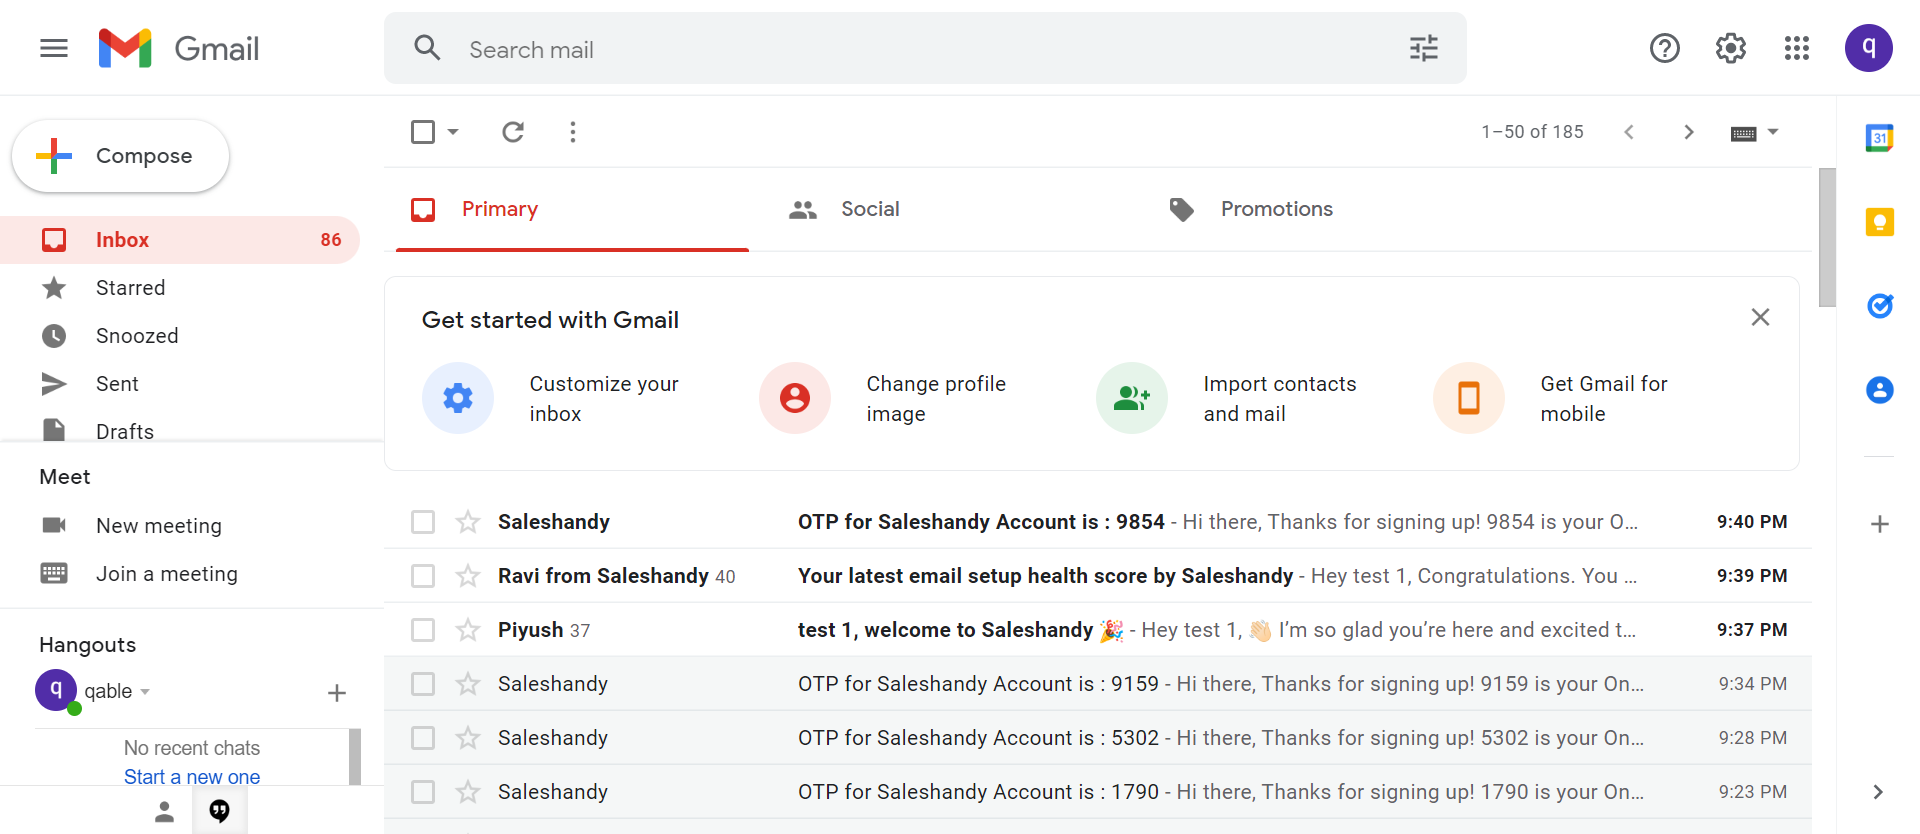 Gmail
Search mail
q
Compose
1–50 of 185
31
Primary
Social
Promotions
Inbox 86
Starred
Snoozed
Sent
Drafts
Get started with Gmail
Customize your inbox
Change profile image
Import contacts and mail
Get Gmail for mobile
Meet
New meeting
Join a meeting
Hangouts
q qable
No recent chats
Start a new one
Saleshandy OTP for Saleshandy Account is : 9854 - Hi there, Thanks for signing up! 9854 is your O... 9:40 PM
Ravi from Saleshandy 40 Your latest email setup health score by Saleshandy - Hey test 1, Congratulations. You ... 9:39 PM
Piyush 37 test 1, welcome to Saleshandy 🎉 - Hey test 1, 👋🏻 I’m so glad you’re here and excited t... 9:37 PM
Saleshandy OTP for Saleshandy Account is : 9159 - Hi there, Thanks for signing up! 9159 is your On... 9:34 PM
Saleshandy OTP for Saleshandy Account is : 5302 - Hi there, Thanks for signing up! 5302 is your On... 9:28 PM
Saleshandy OTP for Saleshandy Account is : 1790 - Hi there, Thanks for signing up! 1790 is your On... 9:23 PM